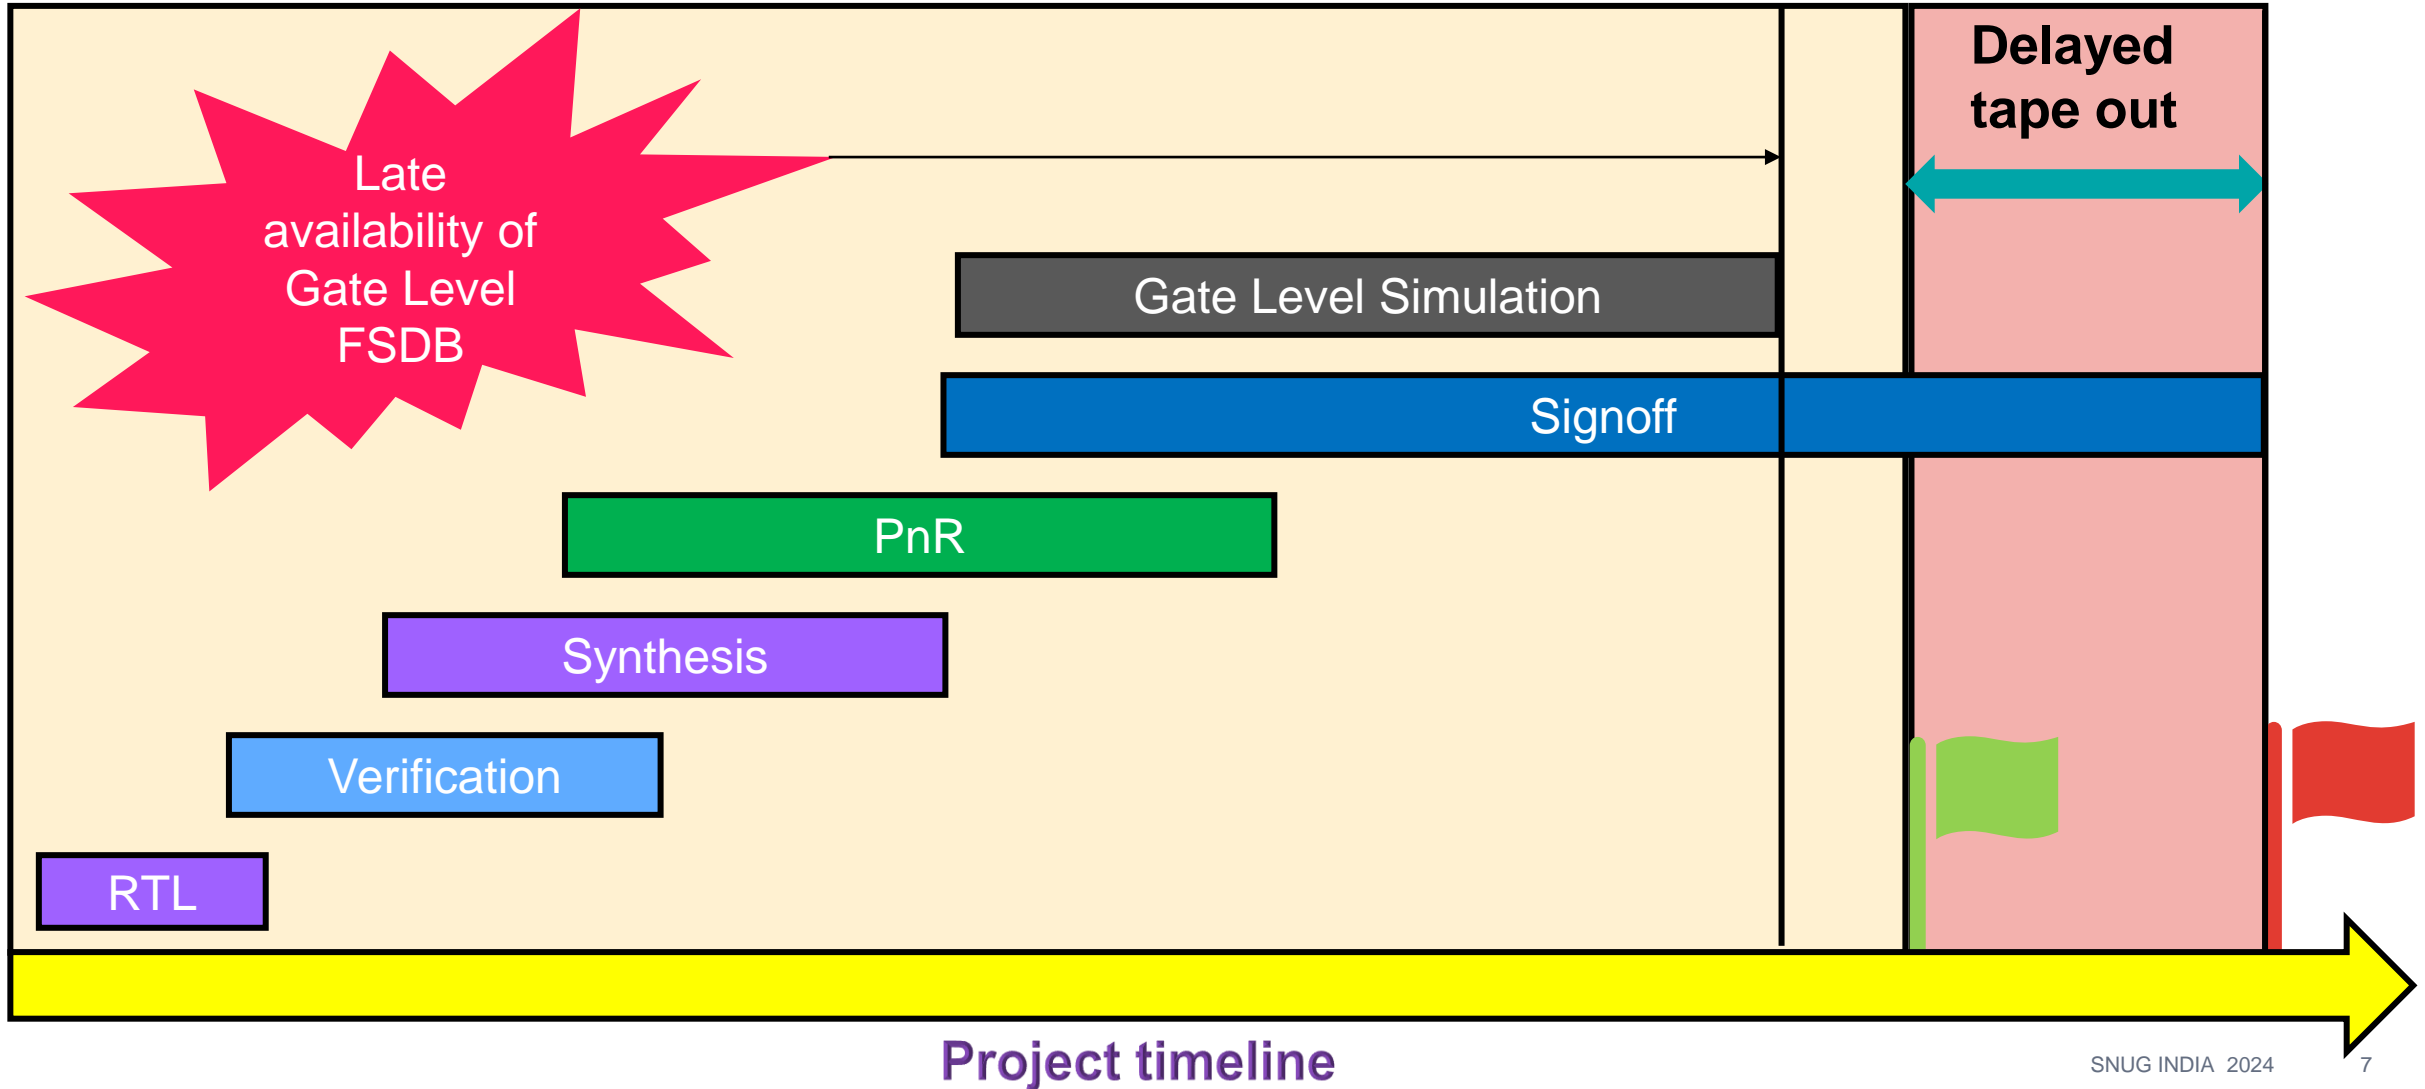 Delayed
tape out
Late
availability of
Gate Level
FSDB
Gate Level Simulation
Signoff
PnR
Synthesis
Verification
RTL
Project timeline
SNUG INDIA 2024 7